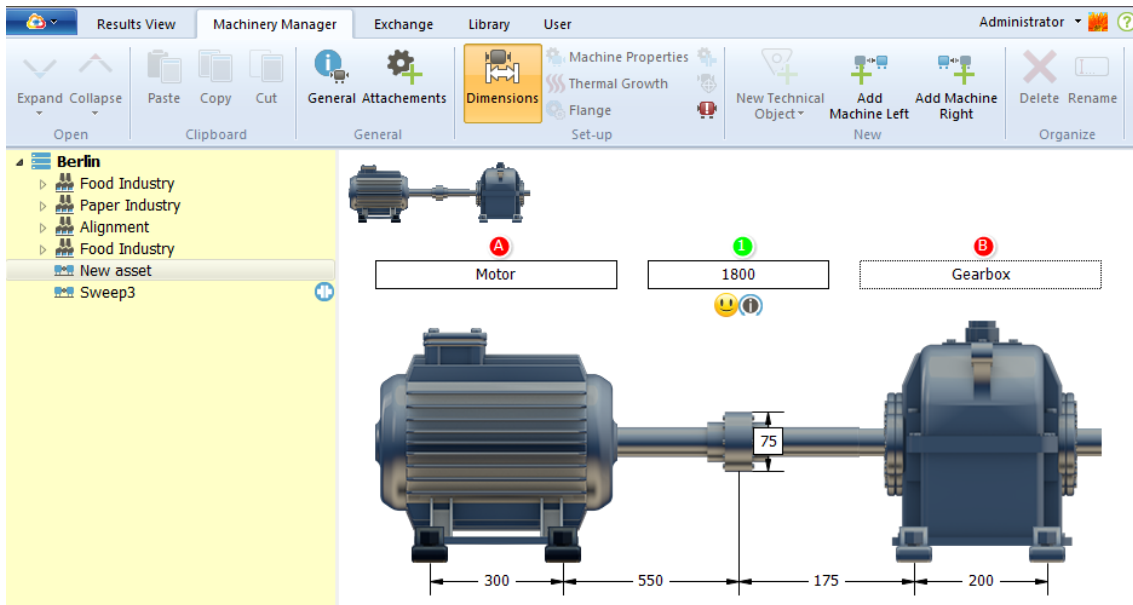 Results View Machinery Manager Exchange Library User Administrator ?
Expand Collapse Paste Copy Cut General Attachements Dimensions Machine Properties Thermal Growth Flange New Technical Object Add Machine Left Add Machine Right Delete Rename
Open Clipboard General Set-up New Organize
Berlin
Food Industry
Paper Industry
Alignment
Food Industry
New asset
Sweep3
A 1 B
Motor 1800 Gearbox
75
300 550 175 200